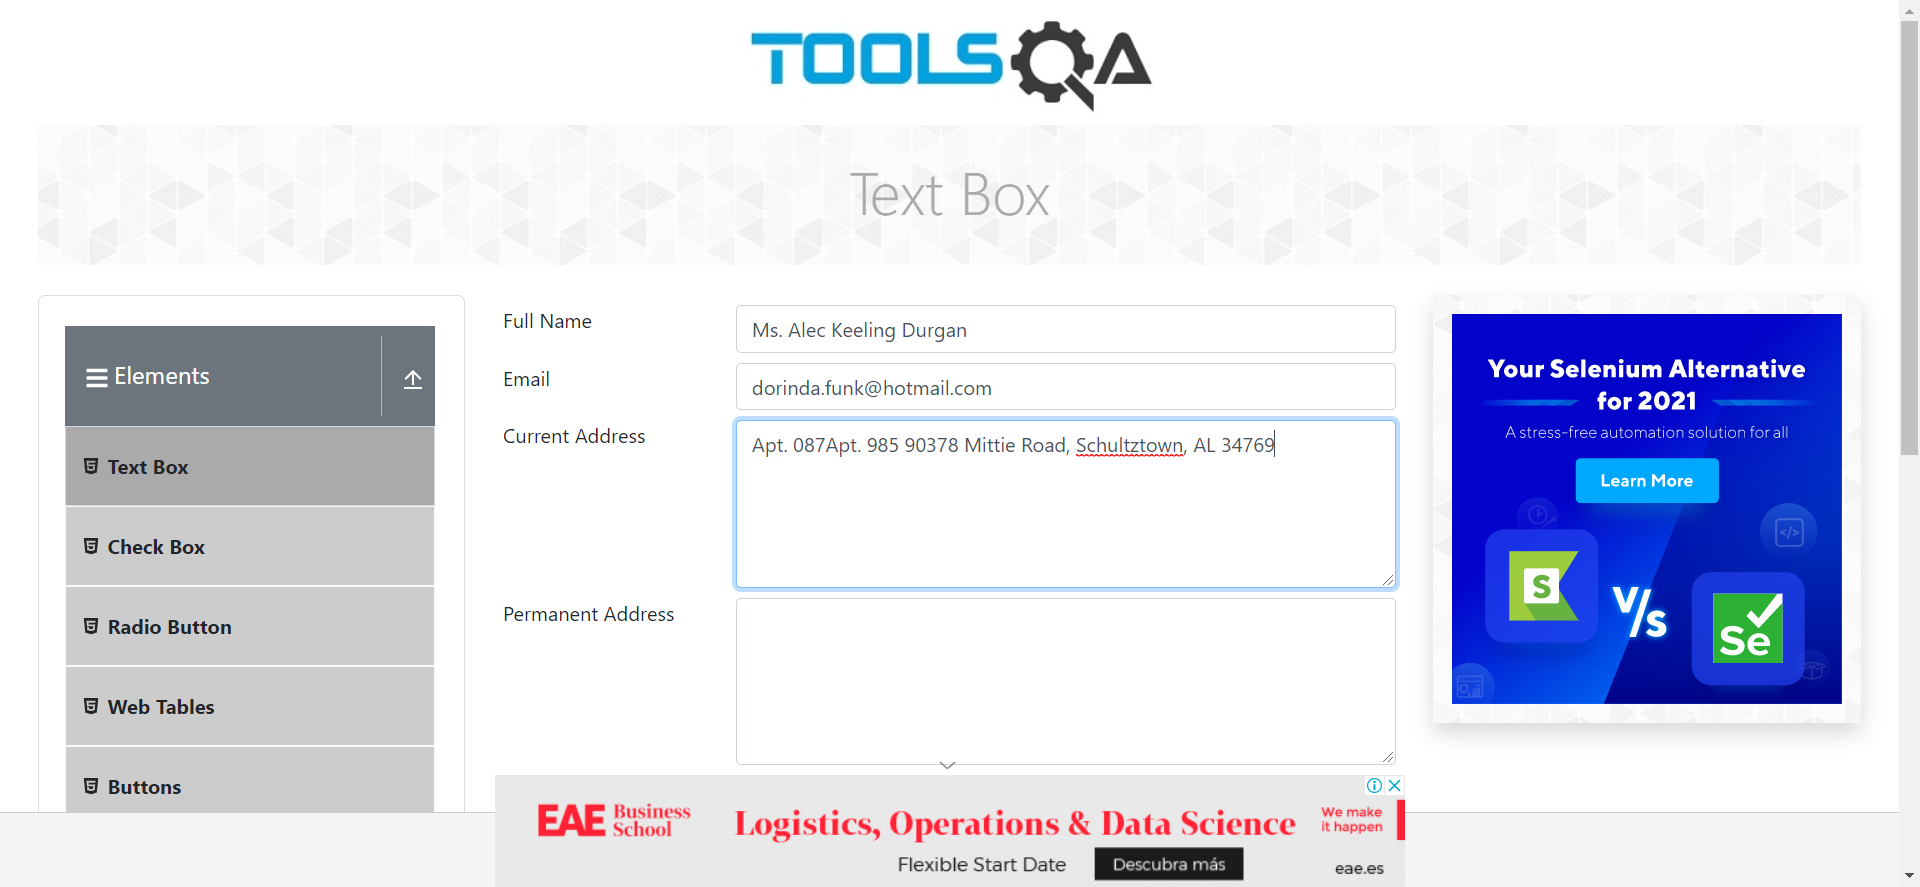 TOOLSQA
Text Box
Elements
Text Box
Check Box
Radio Button
Web Tables
Buttons
Full Name
Ms. Alec Keeling Durgan
Email
dorinda.funk@hotmail.com
Current Address
Apt. 087Apt. 985 90378 Mittie Road, Schultztown, AL 34769
Permanent Address
Your Selenium Alternative
for 2021
A stress-free automation solution for all
Learn More
S
V/s
Se
EAE Business
School
Logistics, Operations & Data Science
Flexible Start Date
Descubra más
We make
it happen
eae.es